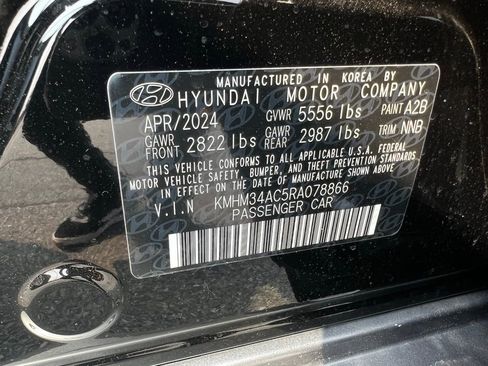 MANUFACTURED IN KOREA BY
HYUNDAI MOTOR COMPANY
APR/2024 GVWR 5556 lbs PAINT A2B
GAWR FRONT 2822 lbs GAWR REAR 2987 lbs TRIM NNB
THIS VEHICLE CONFORMS TO ALL APPLICABLE U.S.A. FEDERAL
MOTOR VEHICLE SAFETY, BUMPER, AND THEFT PREVENTION STANDARDS
IN EFFECT ON THE DATE OF MANUFACTURE SHOWN ABOVE.
V.I.N KMHM34AC5RA078866
PASSENGER CAR